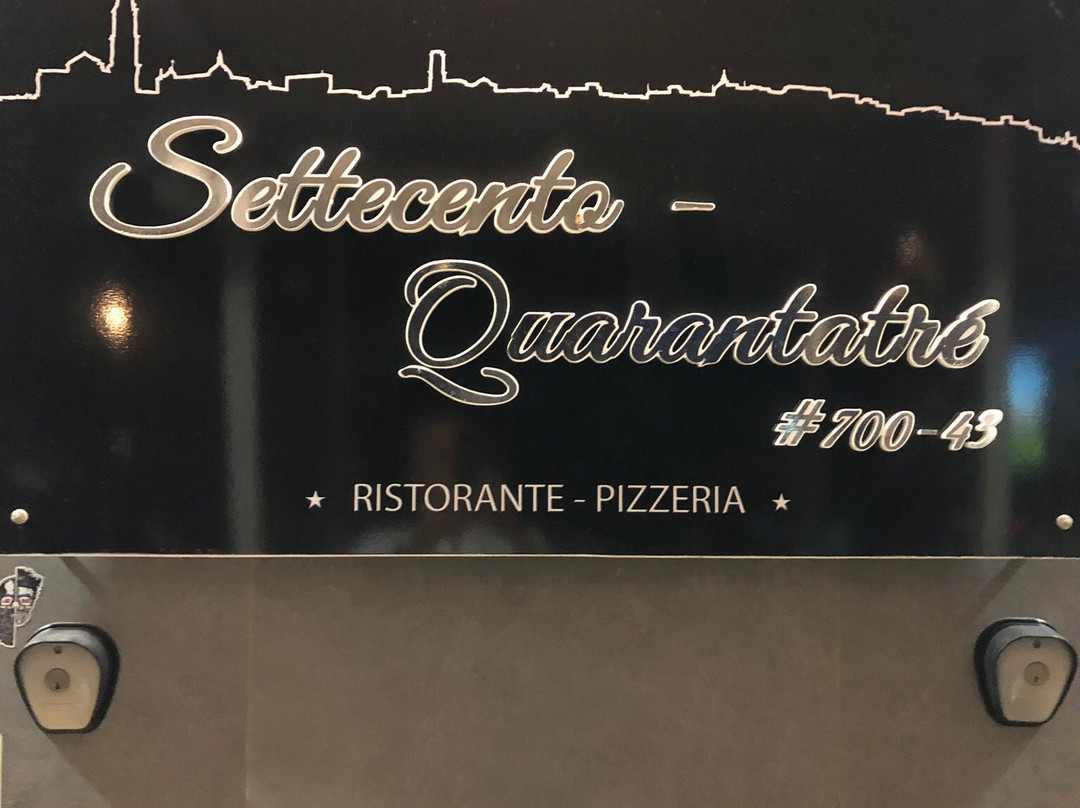 Settecento -
Quarantatré
#700-43
★ RISTORANTE - PIZZERIA ★